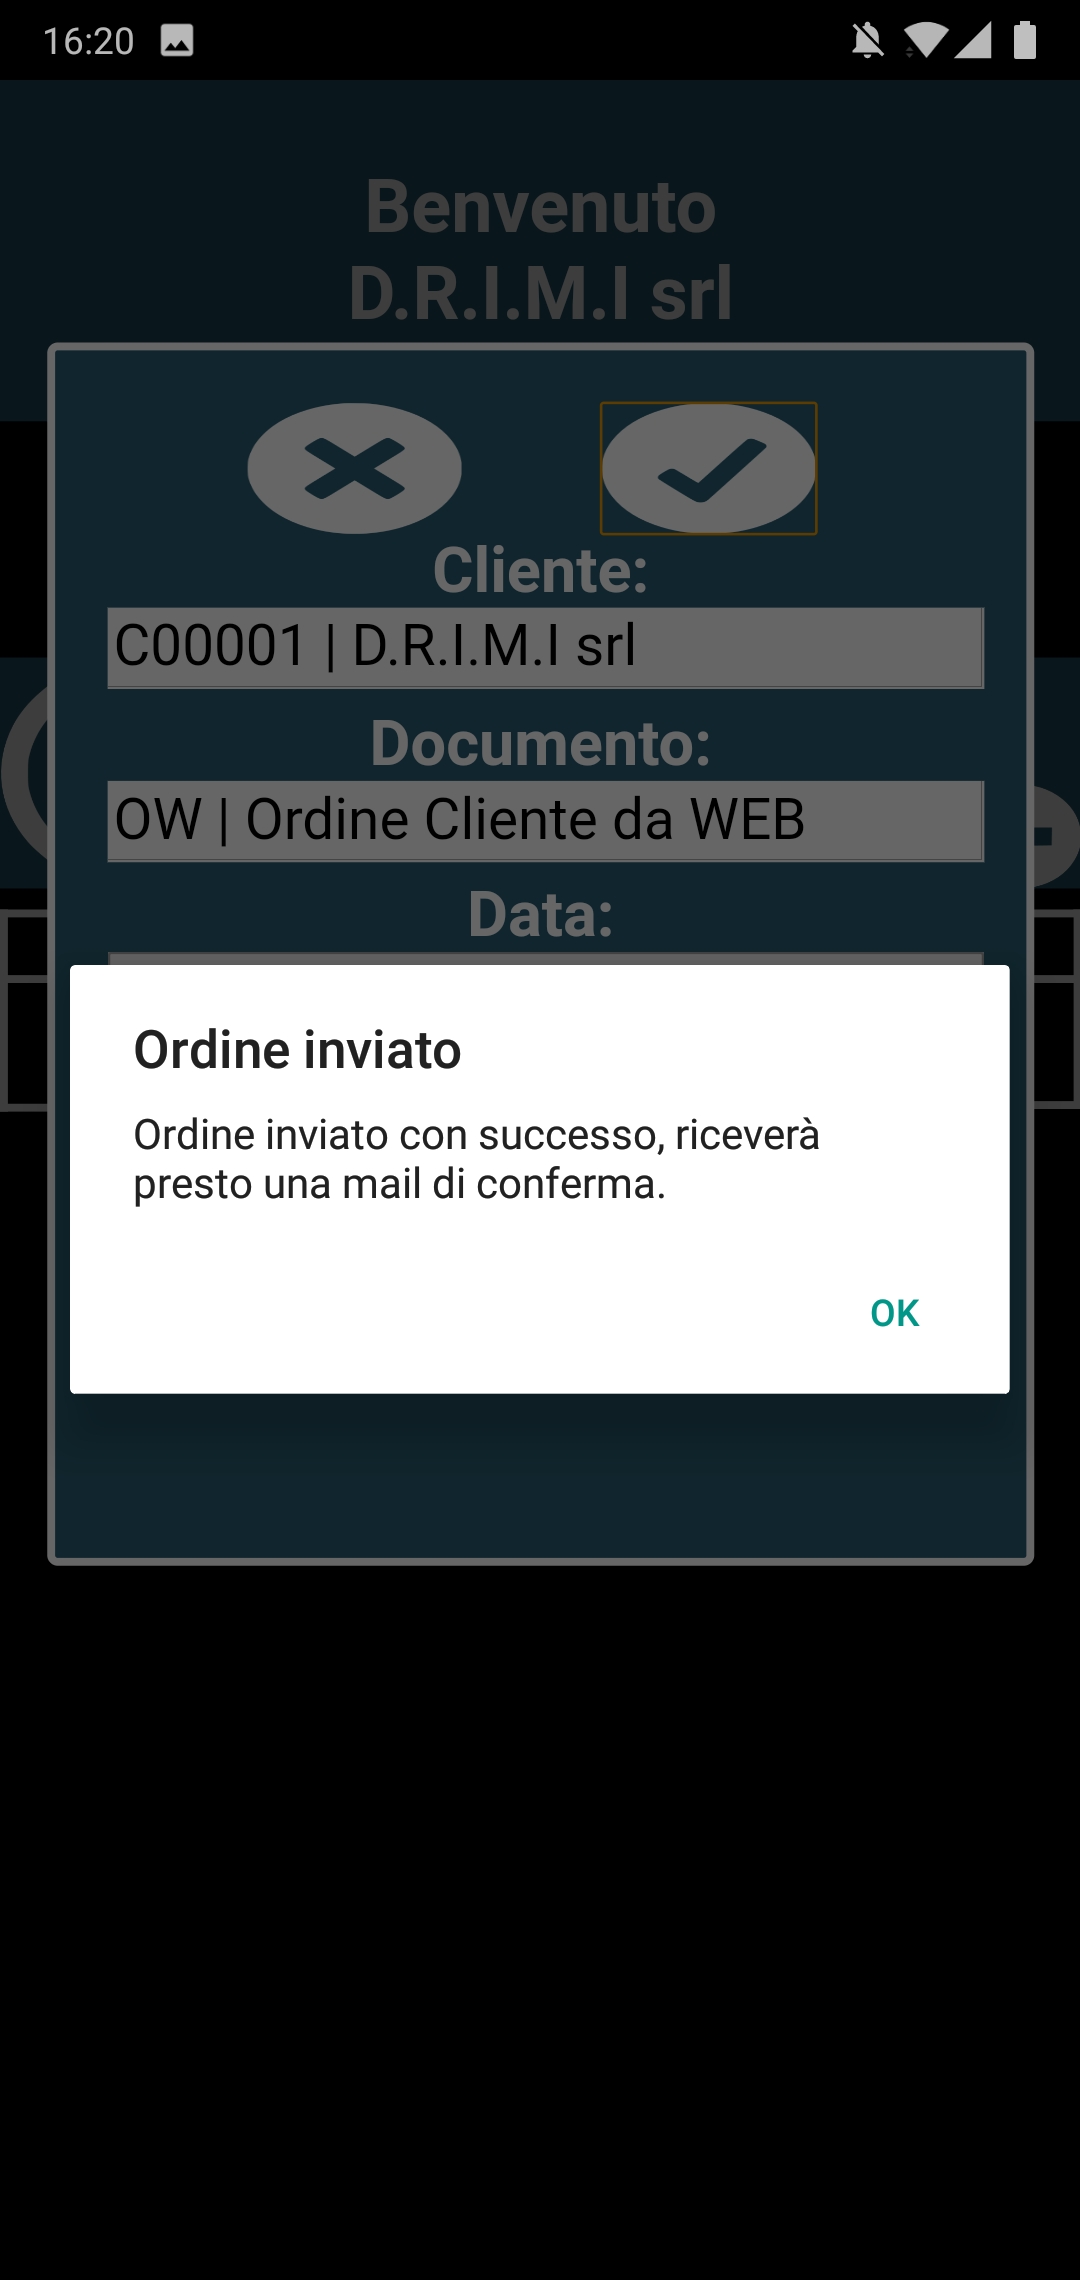 16:20
Benvenuto
D.R.I.M.I srl
Cliente:
C00001 | D.R.I.M.I srl
Documento:
OW | Ordine Cliente da WEB
Data:
Ordine inviato
Ordine inviato con successo, riceverà
presto una mail di conferma.
OK